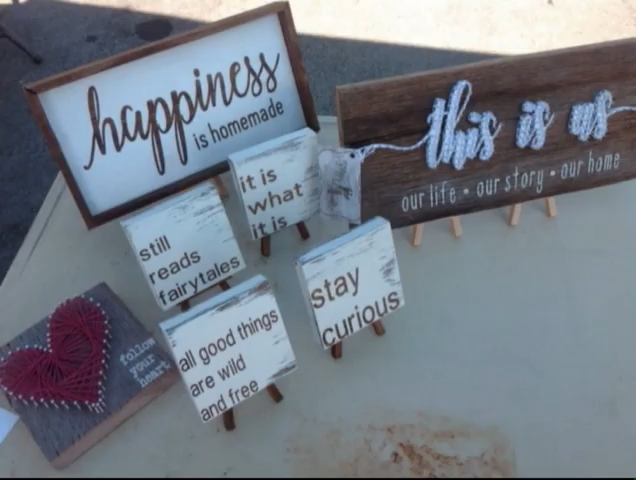 happiness
is homemade
this is us
our life • our story • our home
it is
what
it is
still
reads
fairytales
stay
curious
all good things
are wild
and free
follow
your
heart